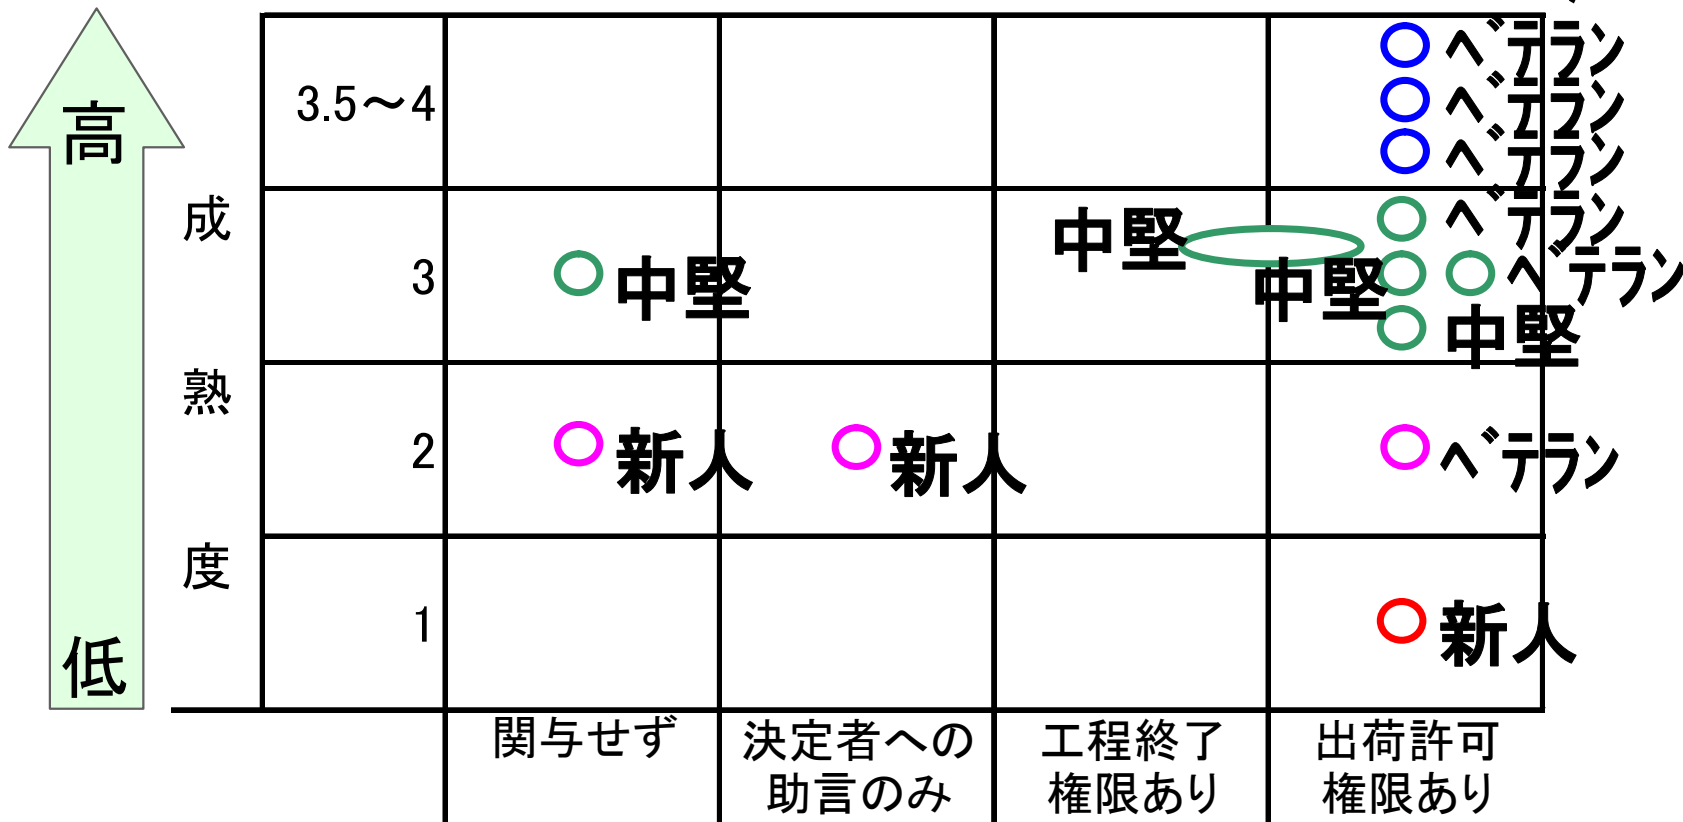 高
低
成
熟
度
3.5～4
ベテラン
ベテラン
ベテラン
3
中堅
中堅
中堅
ベテラン
ベテラン
中堅
2
新人
新人
ベテラン
1
新人
関与せず
決定者への
助言のみ
工程終了
権限あり
出荷許可
権限あり